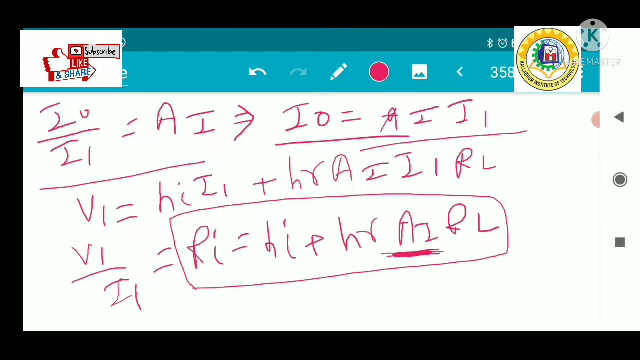 Subscribe
& SHARE
358
K
MASTER
I0/I1 = AI ⇒ I0 = AI I1
V1 = hi I1 + hr AI I1 RL
V1/I1 = Ri = hi + hr AI RL